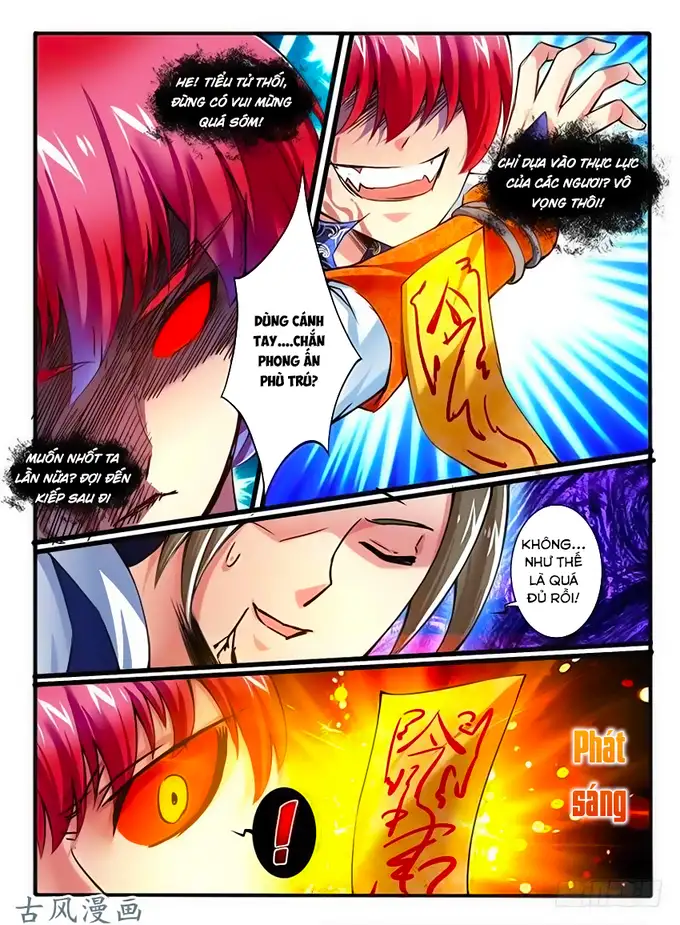 HE! TIỂU TỬ THỐI,
ĐỪNG CÓ VUI MỪNG
QUÁ SỚM!
CHỈ DỰA VÀO THỰC LỰC
CỦA CÁC NGƯƠI? VÔ
VỌNG THÔI!
DÙNG CÁNH
TAY....CHẮN
PHONG ẤN
PHÙ TRÚ?
MUỐN NHỐT TA
LẦN NỮA? ĐỢI ĐẾN
KIẾP SAU ĐI
KHÔNG...
NHƯ THẾ
LÀ QUÁ
ĐỦ RỒI!
Phát
sáng
!
古风漫画